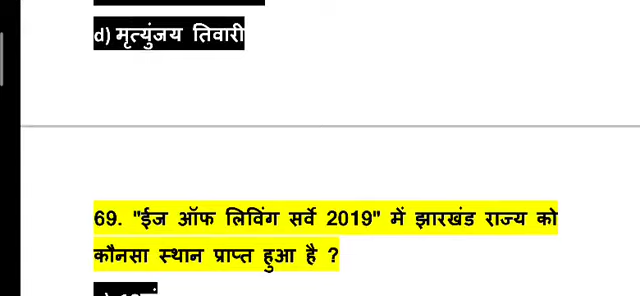 d) मृत्युंजय तिवारी
69. "ईज ऑफ लिविंग सर्वे 2019" में झारखंड राज्य को
कौनसा स्थान प्राप्त हुआ है ?